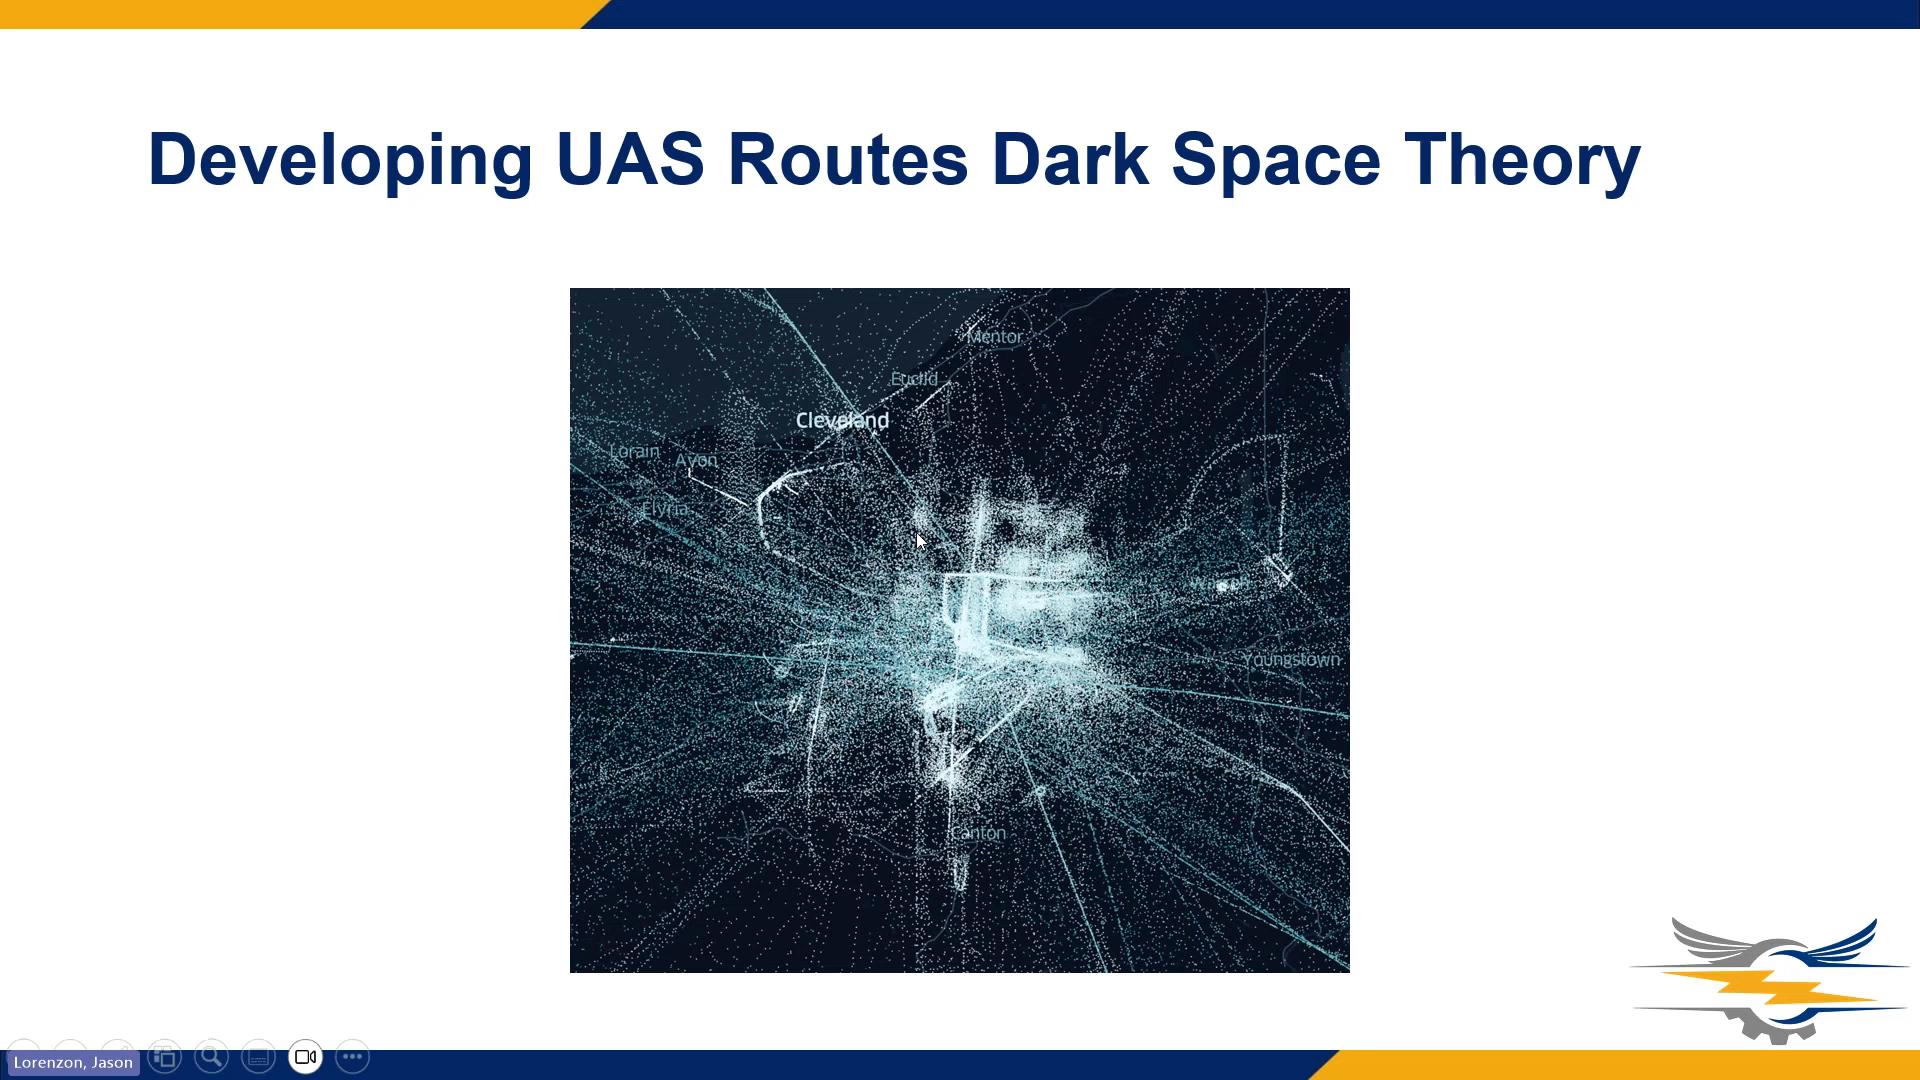 Developing UAS Routes Dark Space Theory
Mentor
Euclid
Cleveland
Lorain
Avon
Elyria
Youngstown
Canton
Lorenzon, Jason